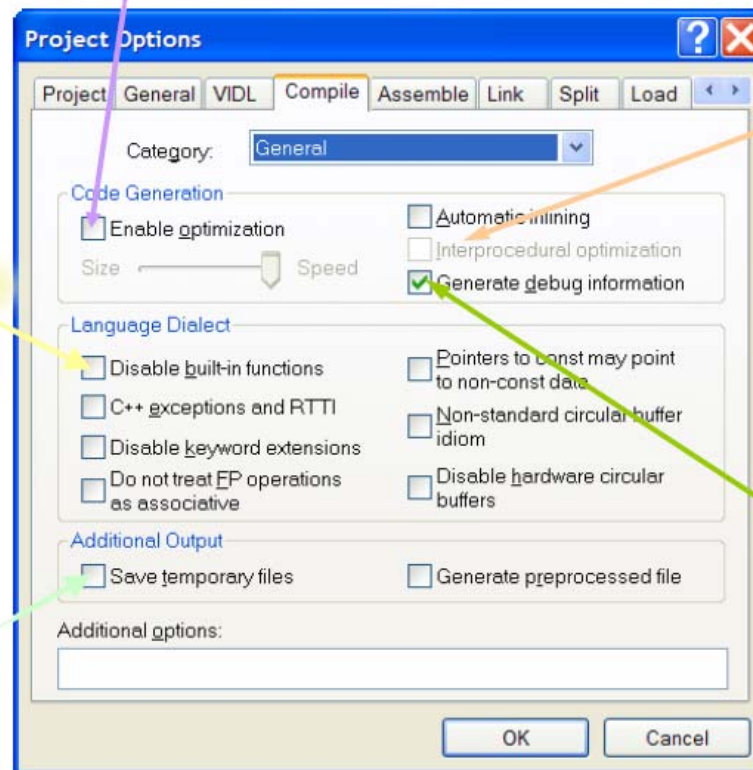 Project Options
Project General VIDL Compile Assemble Link Split Load
Category: General
Code Generation
Enable optimization
Size Speed
Automatic inlining
Interprocedural optimization
Generate debug information
Language Dialect
Disable built-in functions
C++ exceptions and RTTI
Disable keyword extensions
Do not treat FP operations
as associative
Pointers to const may point
to non-const data
Non-standard circular buffer
idiom
Disable hardware circular
buffers
Additional Output
Save temporary files
Generate preprocessed file
Additional options:
OK Cancel